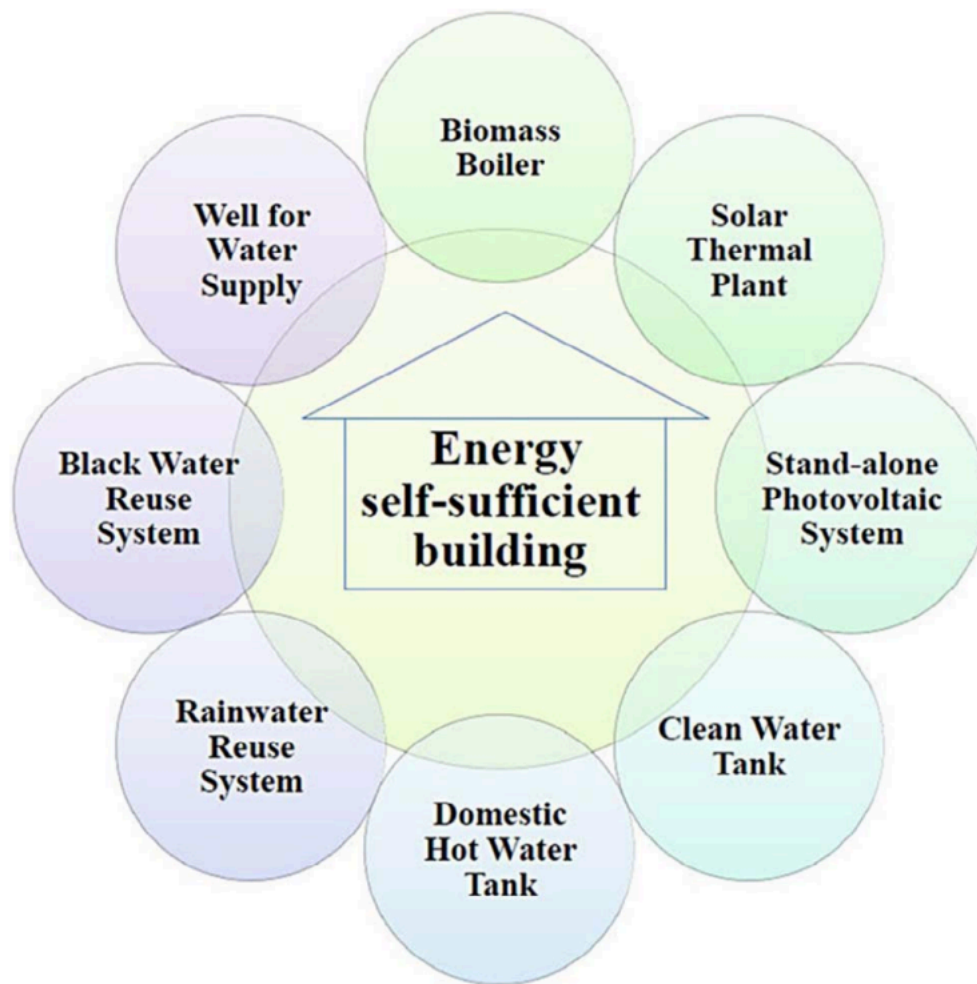 Biomass
Boiler
Solar
Thermal
Plant
Stand-alone
Photovoltaic
System
Clean Water
Tank
Domestic
Hot Water
Tank
Rainwater
Reuse
System
Black Water
Reuse
System
Well for
Water
Supply
Energy
self-sufficient
building